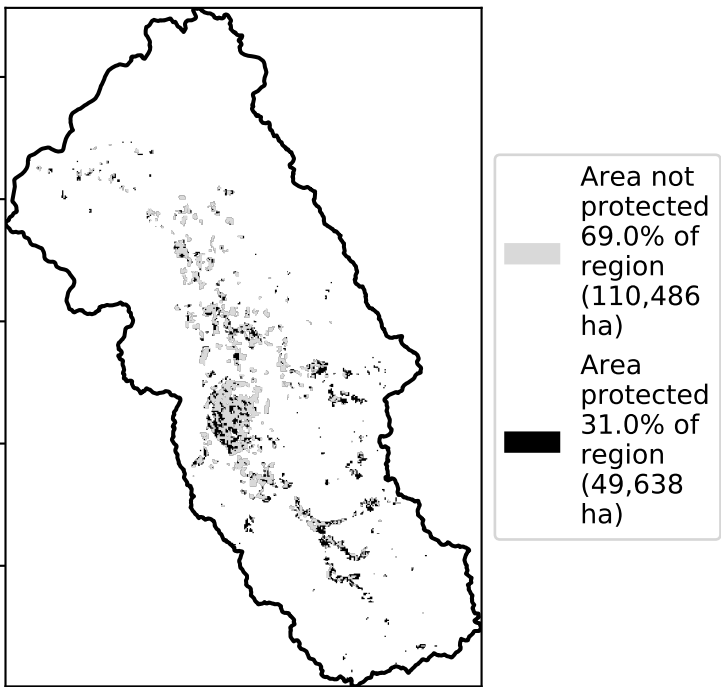 Area not
protected
69.0% of
region
(110,486
ha)
Area
protected
31.0% of
region
(49,638
ha)